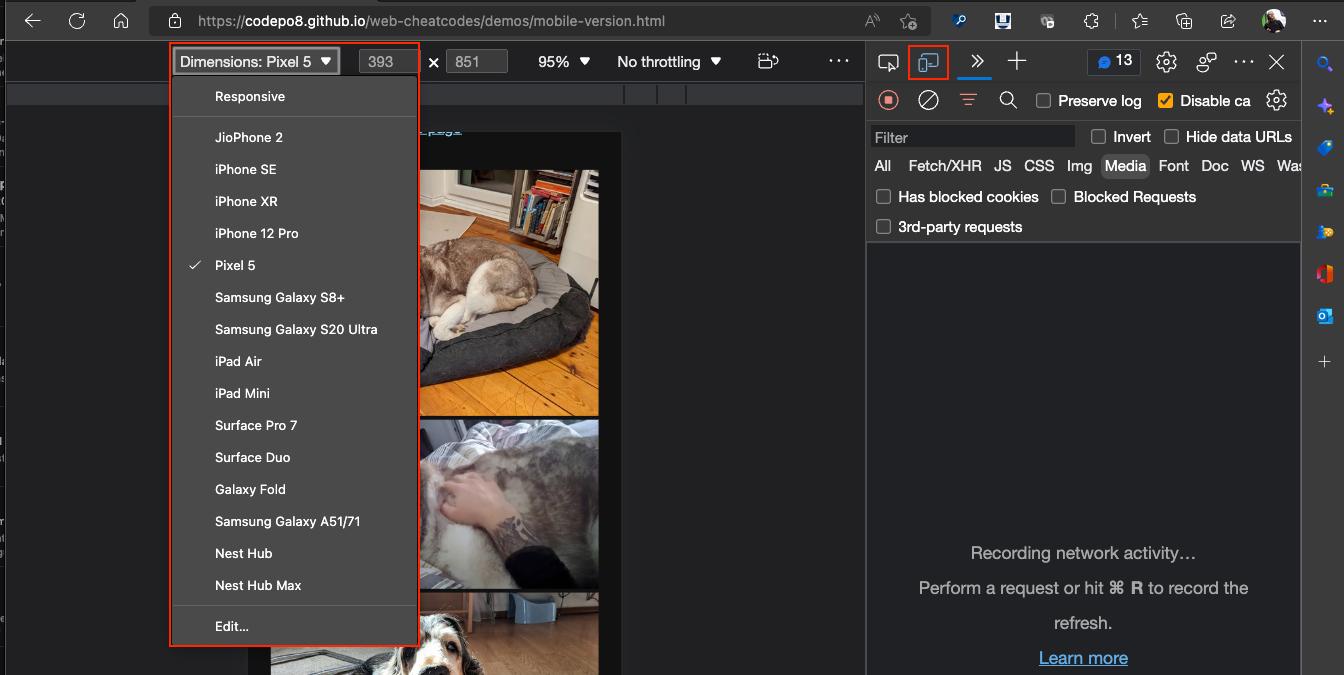 https://codepo8.github.io/web-cheatcodes/demos/mobile-version.html
Dimensions: Pixel 5 393 × 851 95% No throttling 13
Responsive
JioPhone 2
iPhone SE
iPhone XR
iPhone 12 Pro
Pixel 5
Samsung Galaxy S8+
Samsung Galaxy S20 Ultra
iPad Air
iPad Mini
Surface Pro 7
Surface Duo
Galaxy Fold
Samsung Galaxy A51/71
Nest Hub
Nest Hub Max
Edit...
page
Preserve log Disable ca
Filter Invert Hide data URLs
All Fetch/XHR JS CSS Img Media Font Doc WS Was
Has blocked cookies Blocked Requests
3rd-party requests
Recording network activity…
Perform a request or hit ⌘ R to record the
refresh.
Learn more